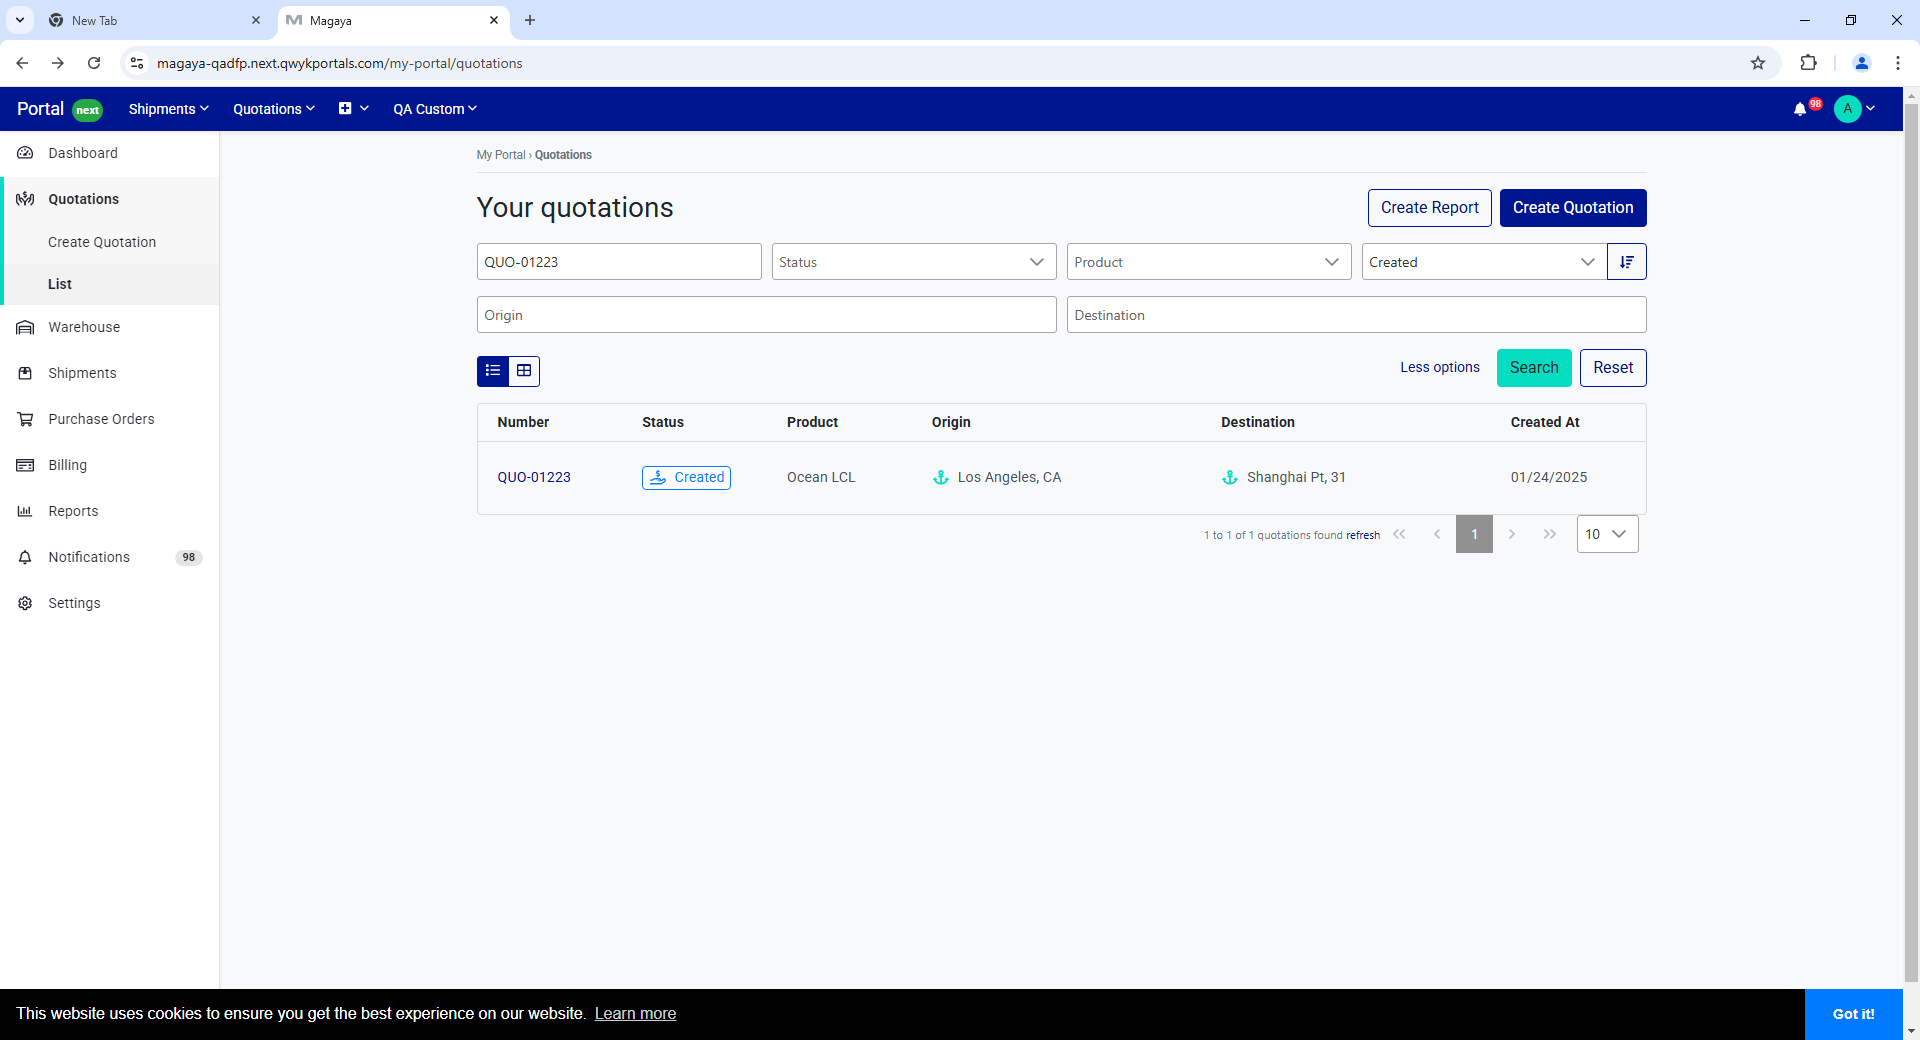 New Tab
Magaya
magaya-qadfp.next.qwykportals.com/my-portal/quotations
Portal next Shipments Quotations QA Custom 98 A
Dashboard
Quotations
Create Quotation
List
Warehouse
Shipments
Purchase Orders
Billing
Reports
Notifications 98
Settings
My Portal › Quotations
Your quotations
Create Report Create Quotation
QUO-01223 Status Product Created
Origin Destination
Less options Search Reset
Number Status Product Origin Destination Created At
QUO-01223 Created Ocean LCL Los Angeles, CA Shanghai Pt, 31 01/24/2025
1 to 1 of 1 quotations found refresh 1 10
This website uses cookies to ensure you get the best experience on our website. Learn more Got it!